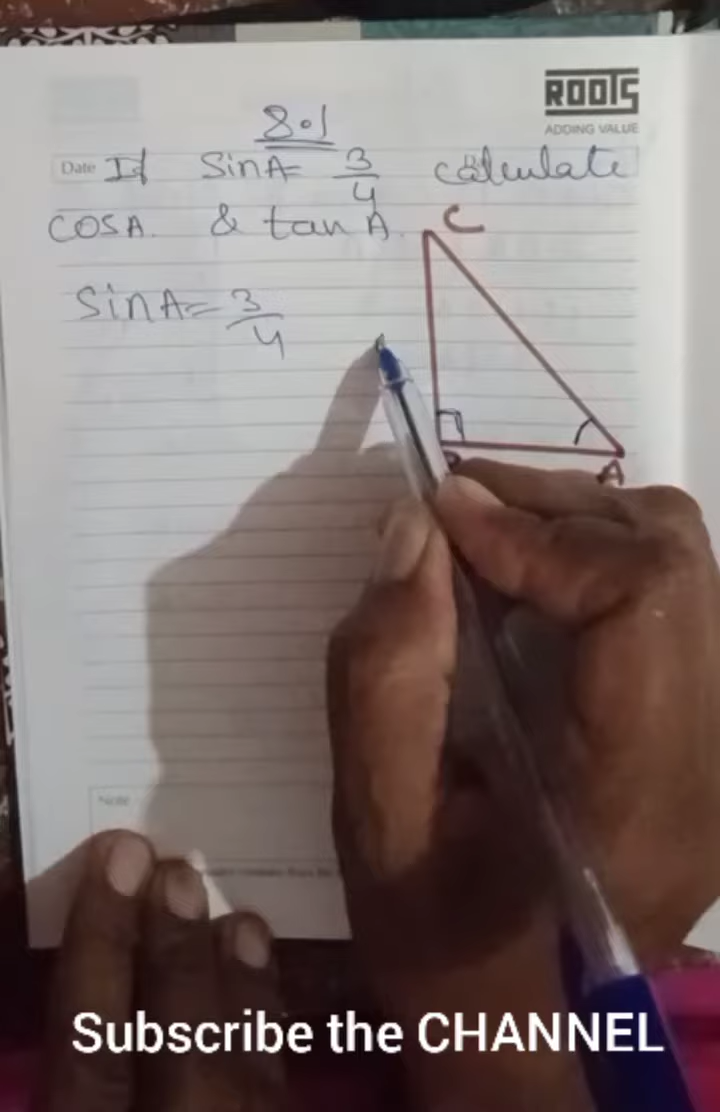 ROOTS
ADDING VALUE
8.1
Date If SinA= 3/4 calculate
COSA. & tan A.
C
SinA= 3/4
A
Note
Subscribe the CHANNEL